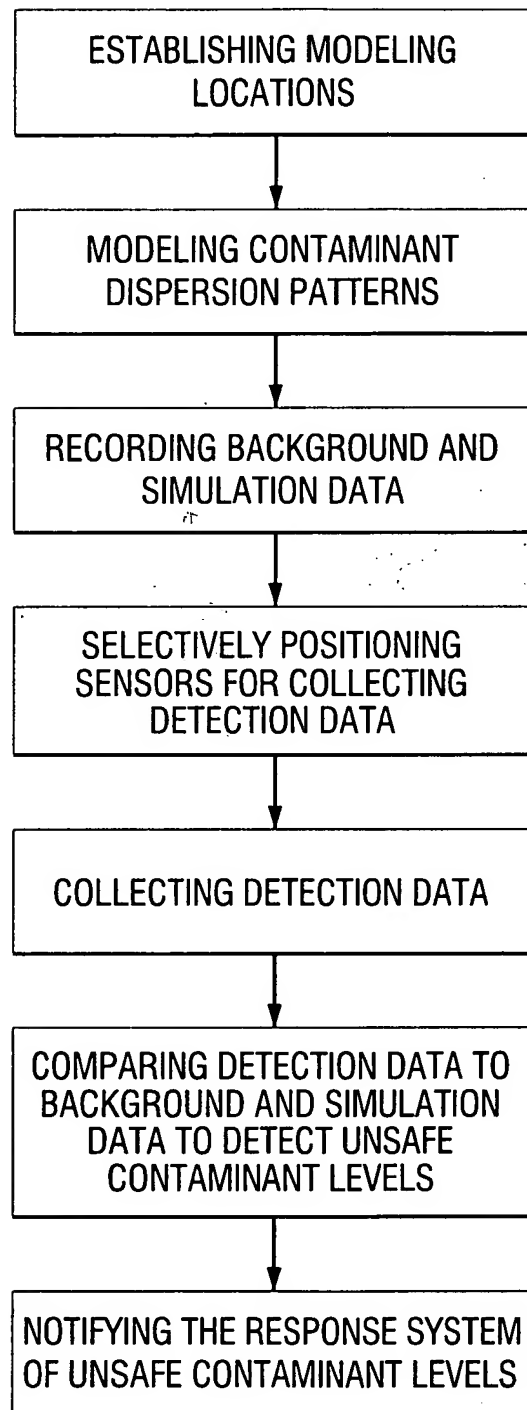 ESTABLISHING MODELING
LOCATIONS
MODELING CONTAMINANT
DISPERSION PATTERNS
RECORDING BACKGROUND AND
SIMULATION DATA
SELECTIVELY POSITIONING
SENSORS FOR COLLECTING
DETECTION DATA
COLLECTING DETECTION DATA
COMPARING DETECTION DATA TO
BACKGROUND AND SIMULATION
DATA TO DETECT UNSAFE
CONTAMINANT LEVELS
NOTIFYING THE RESPONSE SYSTEM
OF UNSAFE CONTAMINANT LEVELS